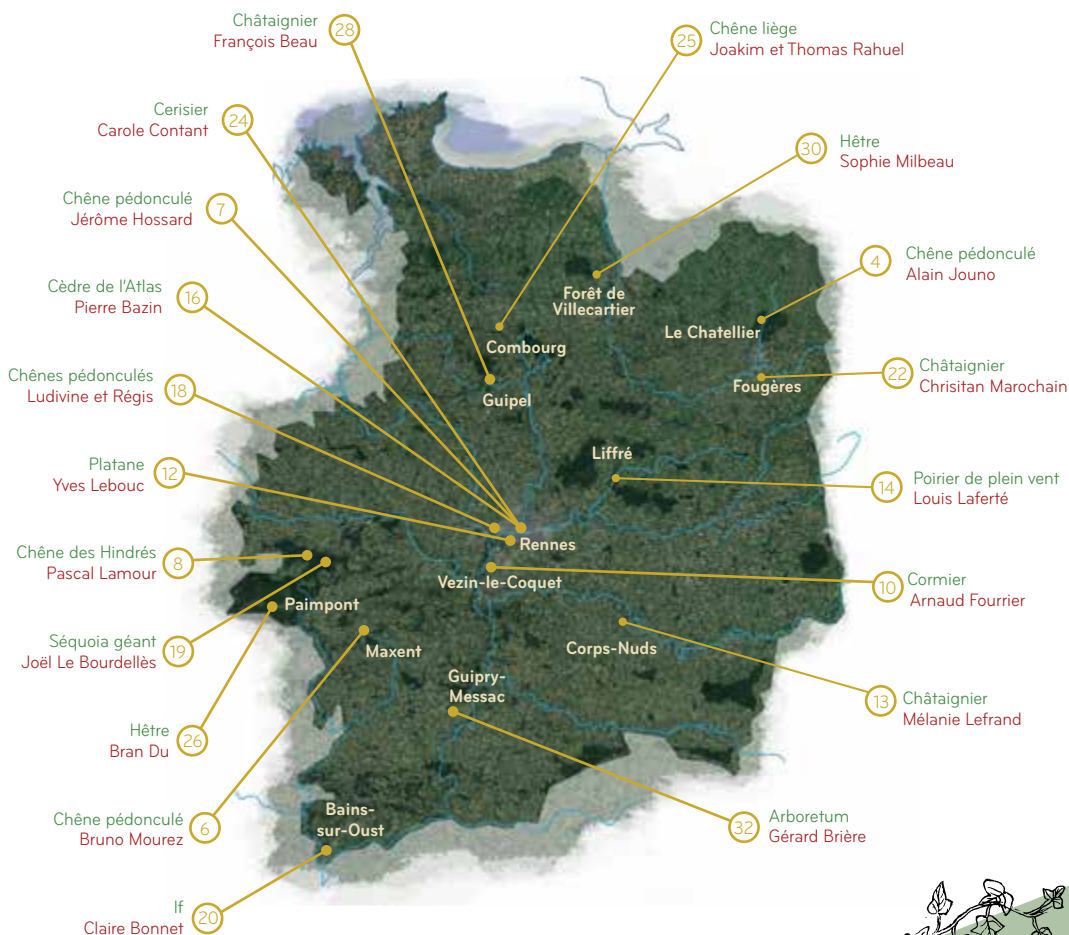 Châtaignier
François Beau
28
Chêne liège
Joakim et Thomas Rahuel
25
Cerisier
Carole Contant
24
Hêtre
Sophie Milbeau
30
Chêne pédonculé
Jérôme Hossard
7
Chêne pédonculé
Alain Jouno
4
Cèdre de l'Atlas
Pierre Bazin
16
Châtaignier
Chrisitan Marochain
22
Chênes pédonculés
Ludivine et Régis
18
Platane
Yves Lebouc
12
Poirier de plein vent
Louis Laferté
14
Chêne des Hindrés
Pascal Lamour
8
Cormier
Arnaud Fourrier
10
Séquoia géant
Joël Le Bourdellès
19
Châtaignier
Mélanie Lefrand
13
Hêtre
Bran Du
26
Chêne pédonculé
Bruno Mourez
6
Arboretum
Gérard Brière
32
If
Claire Bonnet
20
Forêt de
Villecartier
Le Chatellier
Combourg
Fougères
Guipel
Liffré
Rennes
Vezin-le-Coquet
Paimpont
Maxent
Corps-Nuds
Guipry-
Messac
Bains-
sur-Oust